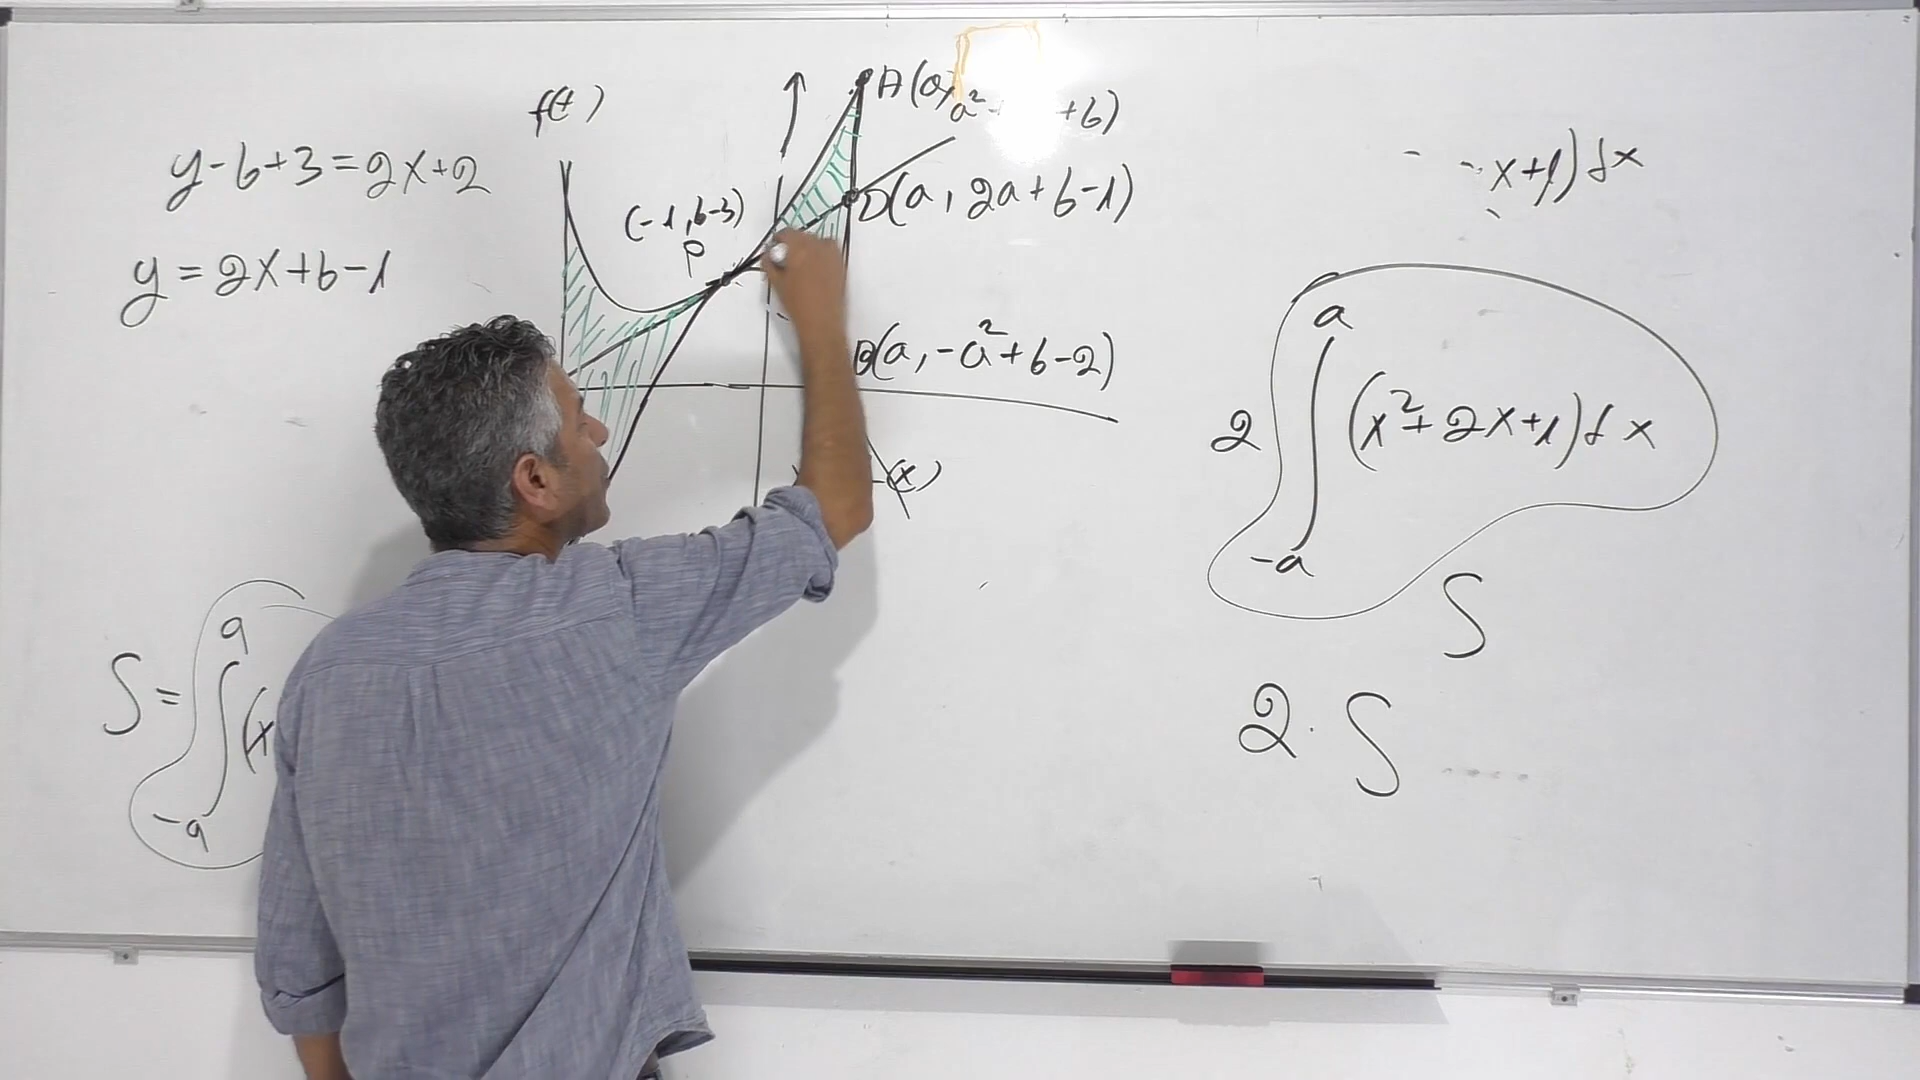 y-b+3=2x+2
y=2x+b-1
f(t)
A(a, a²- +b)
(-1, b-3)
P
D(a, 2a+b-1)
B(a, -a²+b-2)
(x)
x+1)dx
a
2∫(x²+2x+1)dx
-a
S
2·S
a
S=∫(x
-a